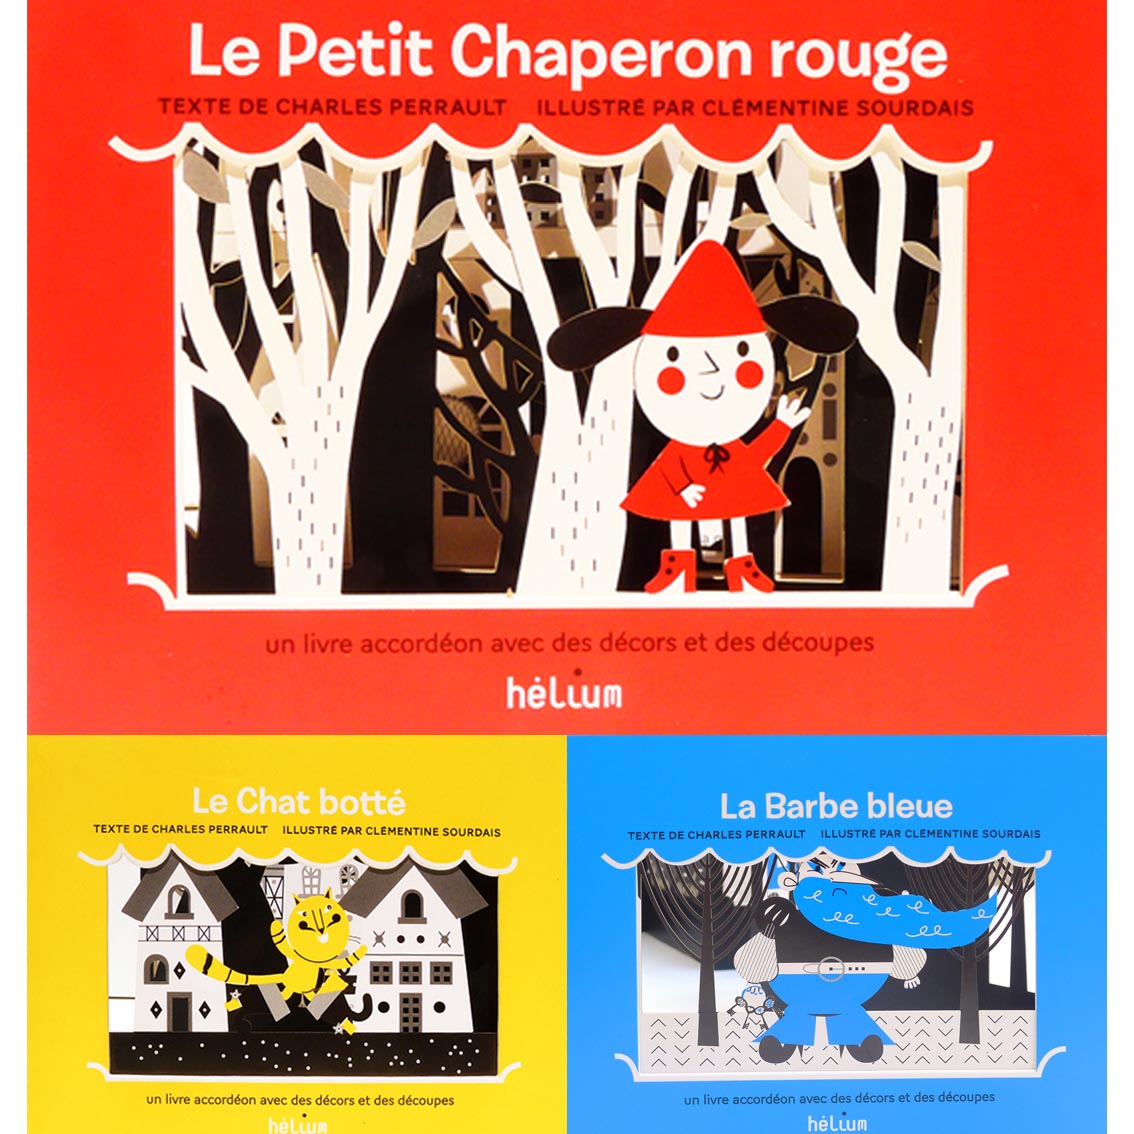 Le Petit Chaperon rouge
TEXTE DE CHARLES PERRAULT ILLUSTRÉ PAR CLÉMENTINE SOURDAIS
un livre accordéon avec des décors et des découpes
hélium
Le Chat botté
TEXTE DE CHARLES PERRAULT ILLUSTRÉ PAR CLÉMENTINE SOURDAIS
un livre accordéon avec des décors et des découpes
hélium
La Barbe bleue
TEXTE DE CHARLES PERRAULT ILLUSTRÉ PAR CLÉMENTINE SOURDAIS
un livre accordéon avec des décors et des découpes
hélium